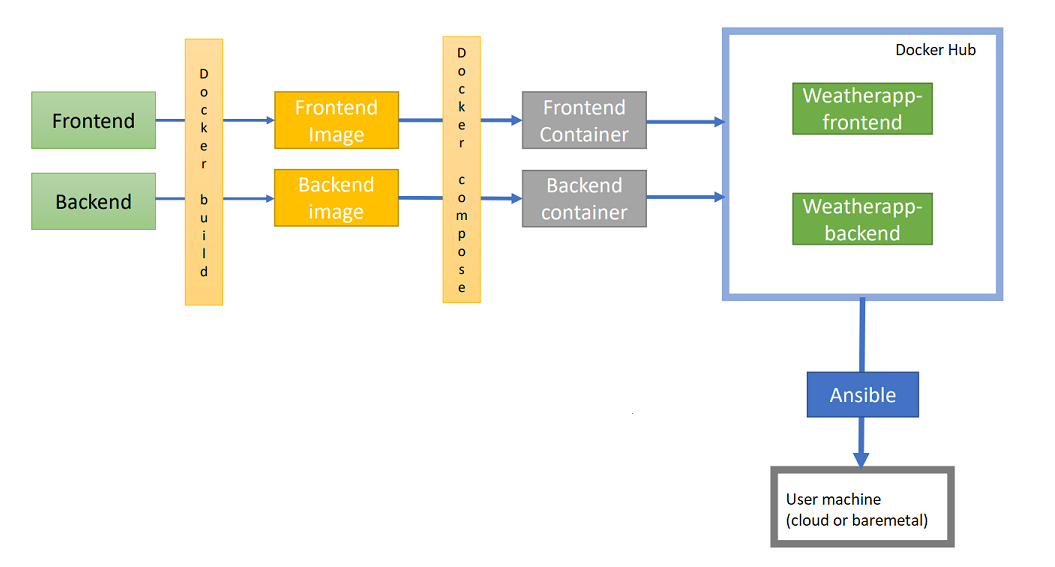 Docker Hub
Frontend
Docker build
Frontend
Image
Docker compose
Frontend
Container
Weatherapp-
frontend
Backend
Backend
image
Backend
container
Weatherapp-
backend
Ansible
User machine
(cloud or baremetal)